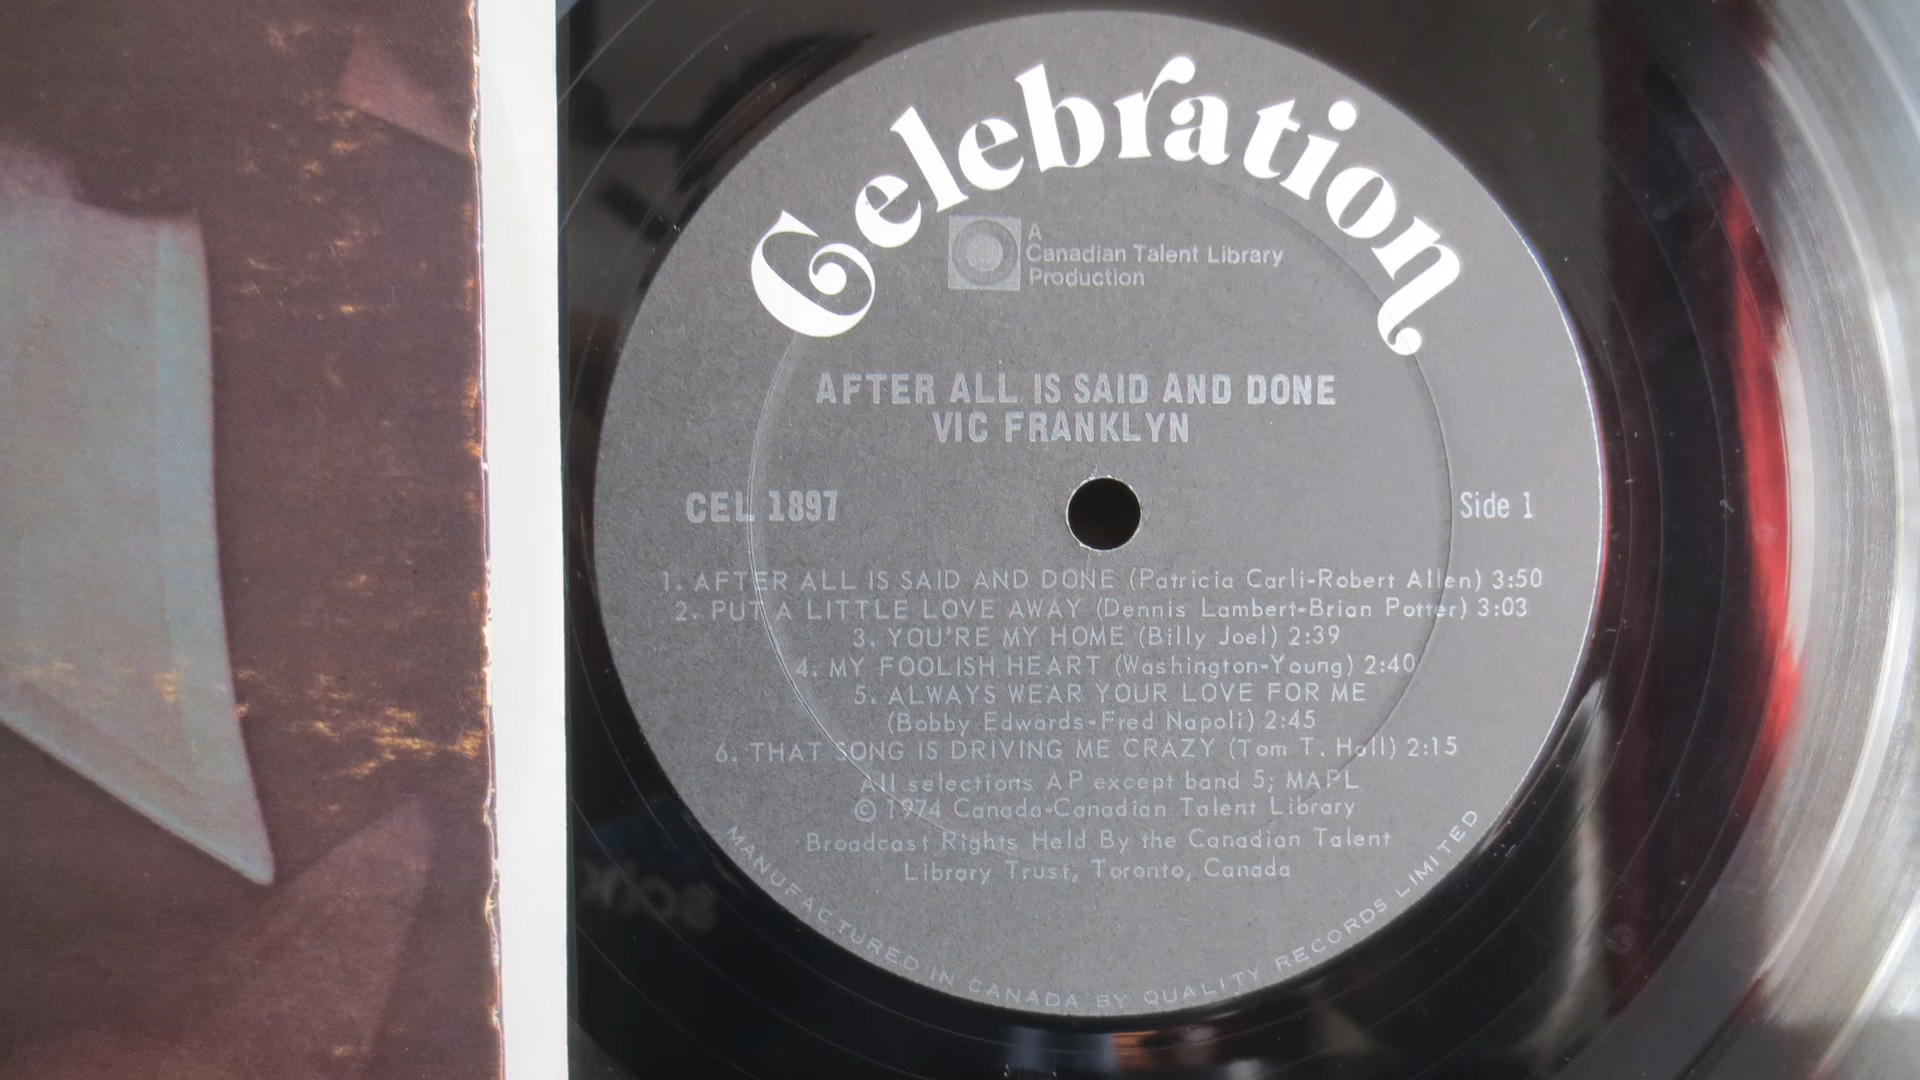 Celebration
A
Canadian Talent Library
Production
AFTER ALL IS SAID AND DONE
VIC FRANKLYN
CEL 1897
Side 1
1. AFTER ALL IS SAID AND DONE (Patricia Carli-Robert Allen) 3:50
2. PUT A LITTLE LOVE AWAY (Dennis Lambert-Brian Potter) 3:03
3. YOU'RE MY HOME (Billy Joel) 2:39
4. MY FOOLISH HEART (Washington-Young) 2:40
5. ALWAYS WEAR YOUR LOVE FOR ME
(Bobby Edwards-Fred Napoli) 2:45
6. THAT SONG IS DRIVING ME CRAZY (Tom T. Hall) 2:15
All selections AP except band 5; MAPL
© 1974 Canada-Canadian Talent Library
Broadcast Rights Held By the Canadian Talent
Library Trust, Toronto, Canada
MANUFACTURED IN CANADA BY QUALITY RECORDS LIMITED